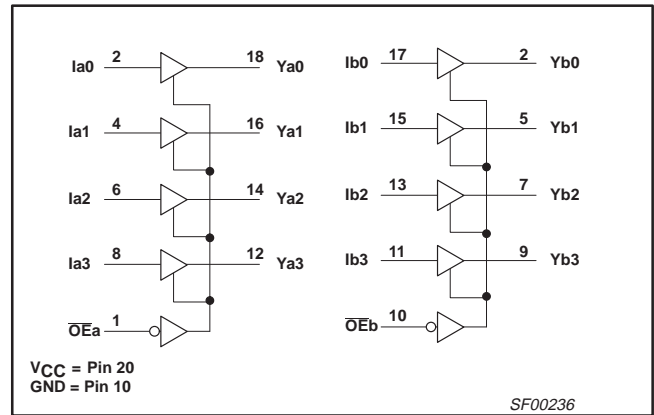 Ia0 2 18 Ya0 Ib0 17 2 Yb0
Ia1 4 16 Ya1 Ib1 15 5 Yb1
Ia2 6 14 Ya2 Ib2 13 7 Yb2
Ia3 8 12 Ya3 Ib3 11 9 Yb3
OEa 1 OEb 10
VCC = Pin 20
GND = Pin 10
SF00236